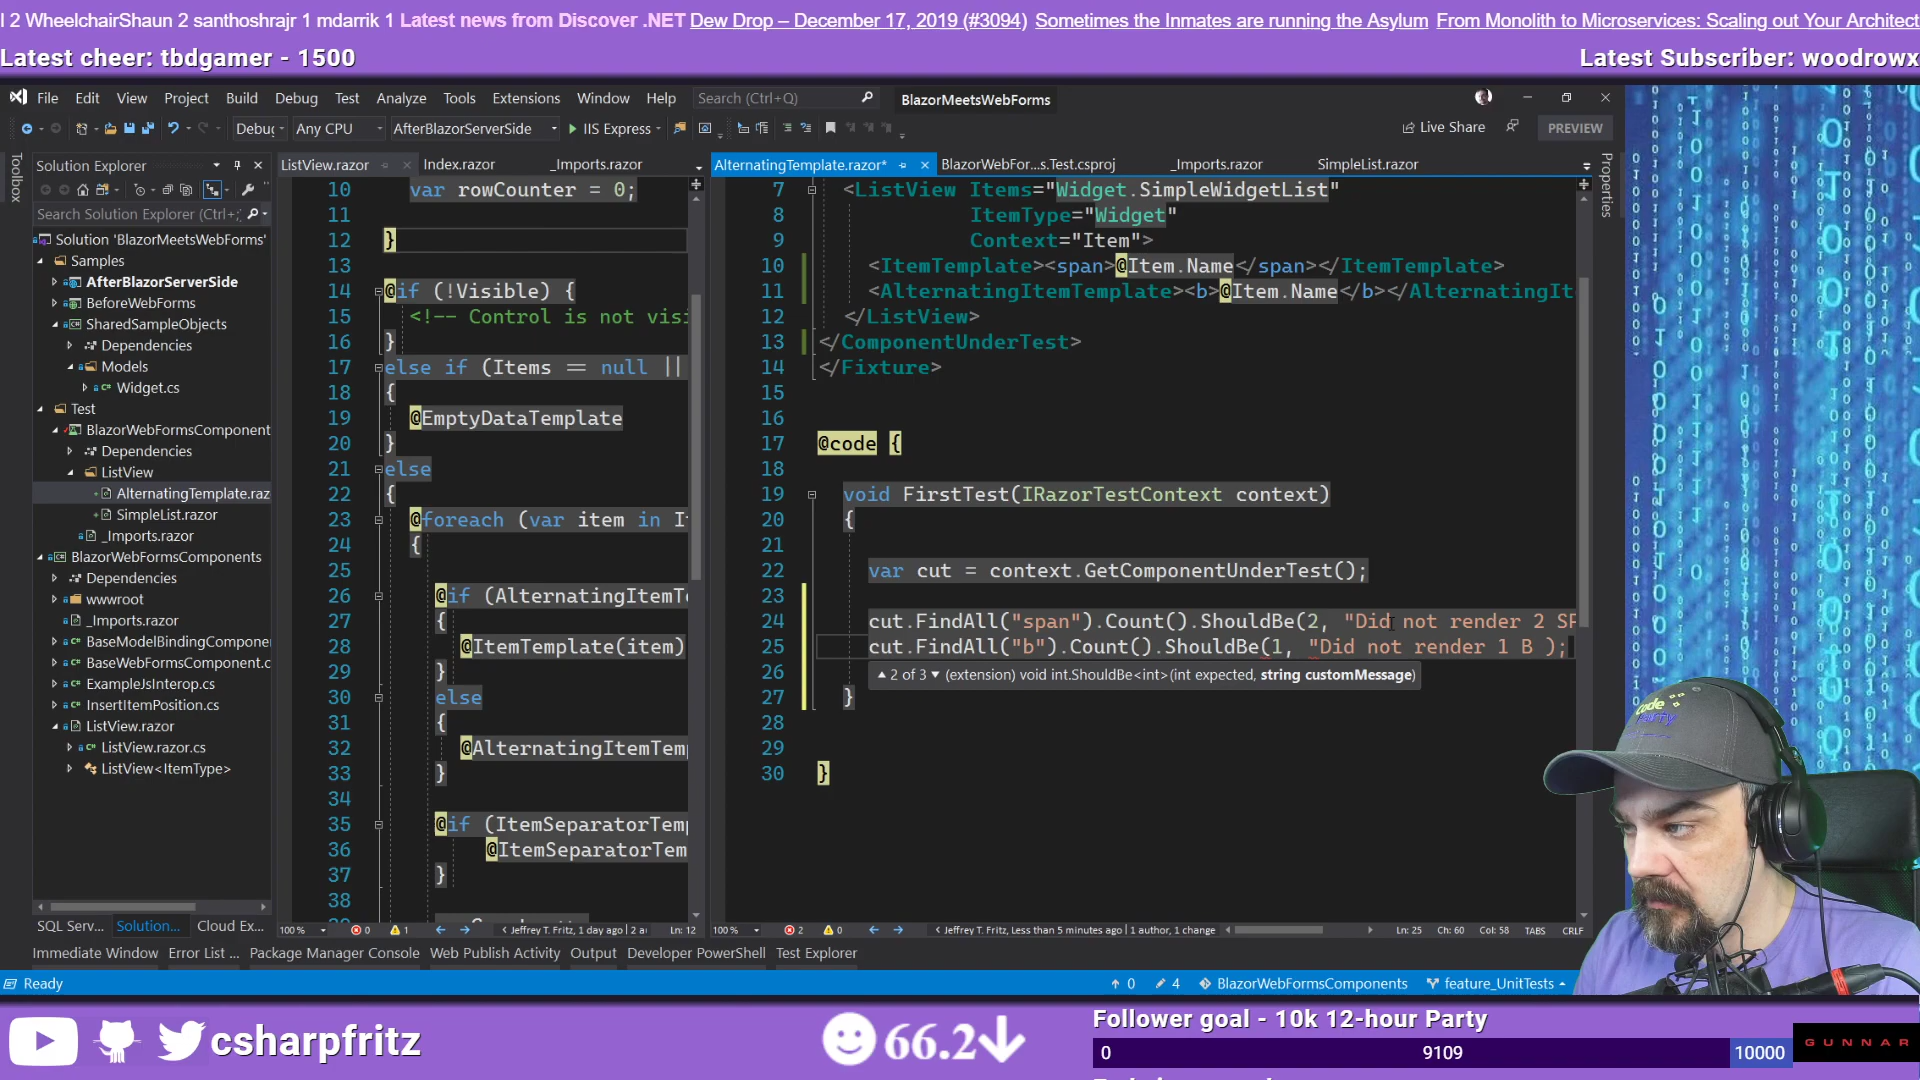 l 2 WheelchairShaun 2 santhoshrajr 1 mdarrik 1 Latest news from Discover .NET Dew Drop – December 17, 2019 (#3094) Sometimes the Inmates are running the Asylum From Monolith to Microservices: Scaling out Your Architect
Latest cheer: tbdgamer - 1500
Latest Subscriber: woodrowx
File Edit View Project Build Debug Test Analyze Tools Extensions Window Help Search (Ctrl+Q) BlazorMeetsWebForms
Debug Any CPU AfterBlazorServerSide IIS Express Live Share PREVIEW
Toolbox
Solution Explorer
Search Solution Explorer (Ctrl+;
Solution 'BlazorMeetsWebForms'
Samples
AfterBlazorServerSide
BeforeWebForms
SharedSampleObjects
Dependencies
Models
Widget.cs
Test
BlazorWebFormsComponent
Dependencies
ListView
AlternatingTemplate.raz
SimpleList.razor
_Imports.razor
BlazorWebFormsComponents
Dependencies
wwwroot
_Imports.razor
BaseModelBindingCompone
BaseWebFormsComponent.c
ExampleJsInterop.cs
InsertItemPosition.cs
ListView.razor
ListView.razor.cs
ListView<ItemType>
SQL Serv... Solution... Cloud Ex...
ListView.razor Index.razor _Imports.razor
10 var rowCounter = 0;
11
12 }
13
14 @if (!Visible) {
15 <!-- Control is not visi
16 }
17 else if (Items == null ||
18 {
19 @EmptyDataTemplate
20 }
21 else
22 {
23 @foreach (var item in I
24 {
25
26 @if (AlternatingItemTe
27 {
28 @ItemTemplate(item)
29 }
30 else
31 {
32 @AlternatingItemTemp
33 }
34
35 @if (ItemSeparatorTemp
36 @ItemSeparatorTem
37 }
38
100 % 0 1 Jeffrey T. Fritz, 1 day ago | 2 a Ln: 12
AlternatingTemplate.razor* BlazorWebFor...s.Test.csproj _Imports.razor SimpleList.razor
Properties
7 <ListView Items="Widget.SimpleWidgetList"
8 ItemType="Widget"
9 Context="Item">
10 <ItemTemplate><span>@Item.Name</span></ItemTemplate>
11 <AlternatingItemTemplate><b>@Item.Name</b></AlternatingIt
12 </ListView>
13 </ComponentUnderTest>
14 </Fixture>
15
16
17 @code {
18
19 void FirstTest(IRazorTestContext context)
20 {
21
22 var cut = context.GetComponentUnderTest();
23
24 cut.FindAll("span").Count().ShouldBe(2, "Did not render 2 SP
25 cut.FindAll("b").Count().ShouldBe(1, "Did not render 1 B );
26 ▲ 2 of 3 ▼ (extension) void int.ShouldBe<int>(int expected, string customMessage)
27 }
28
29
30 }
100 % 2 0 Jeffrey T. Fritz, Less than 5 minutes ago | 1 author, 1 change Ln: 25 Ch: 60 Col: 58 TABS CRLF
Immediate Window Error List ... Package Manager Console Web Publish Activity Output Developer PowerShell Test Explorer
Ready 0 4 BlazorWebFormsComponents feature_UnitTests
code
party
csharpfritz
66.2
Follower goal - 10k 12-hour Party
0 9109 10000
GUNNAR